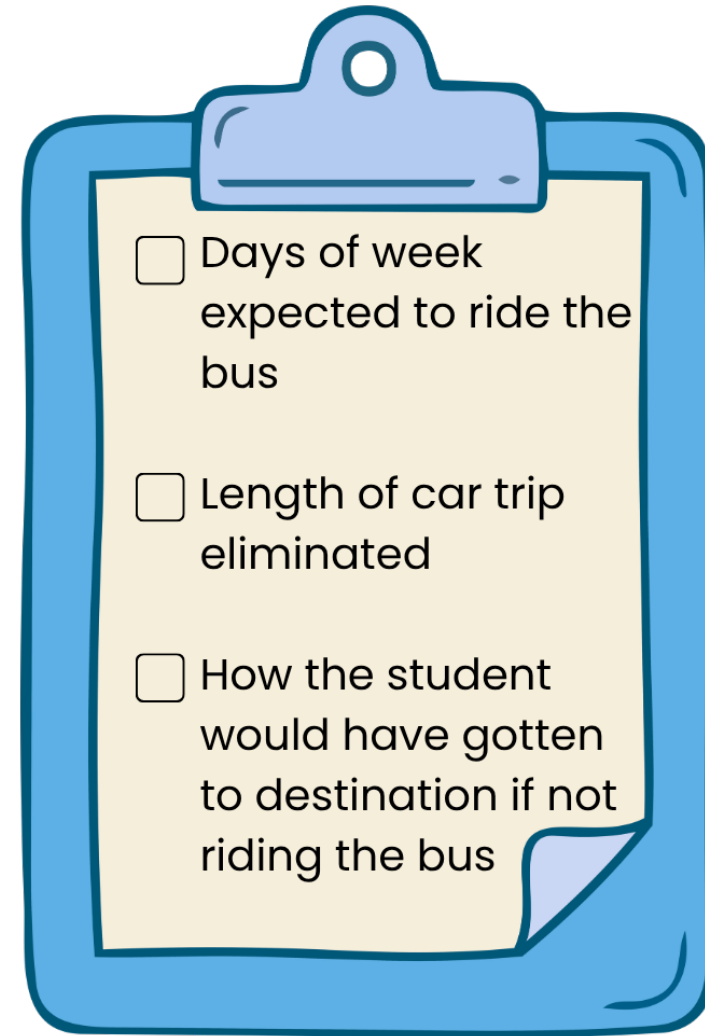 Days of week
expected to ride the
bus
Length of car trip
eliminated
How the student
would have gotten
to destination if not
riding the bus